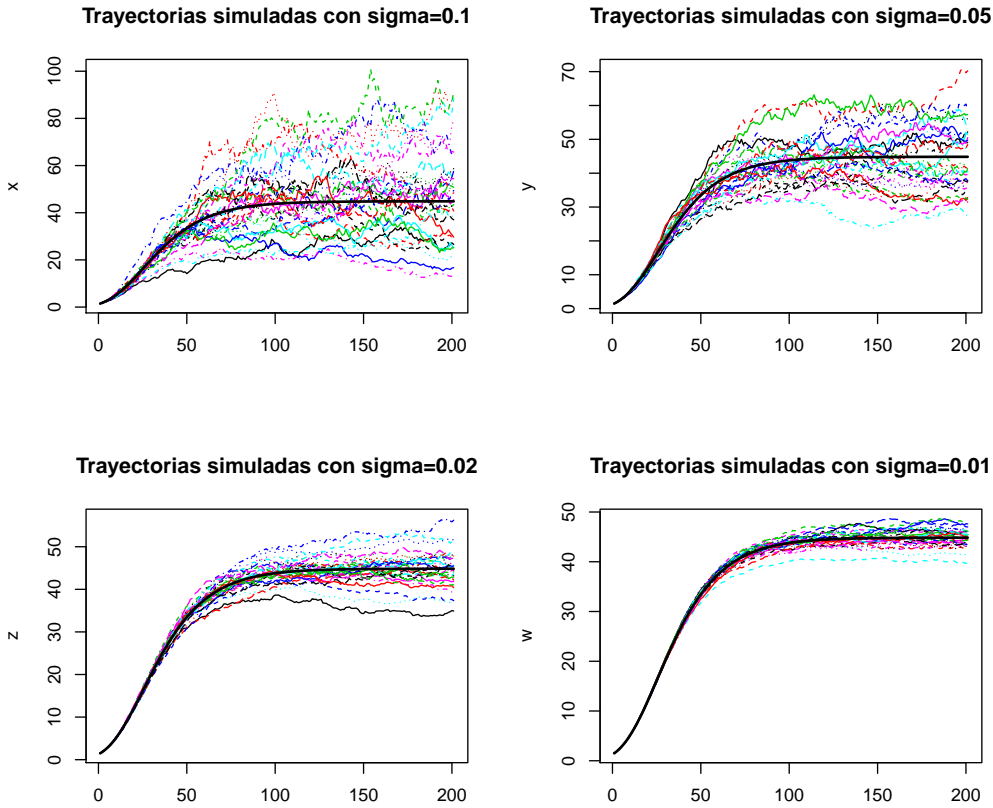 Trayectorias simuladas con sigma=0.1
x
0 20 40 60 80 100
0 50 100 150 200
Trayectorias simuladas con sigma=0.05
y
0 10 30 50 70
0 50 100 150 200
Trayectorias simuladas con sigma=0.02
z
0 10 20 30 40 50
0 50 100 150 200
Trayectorias simuladas con sigma=0.01
w
0 10 20 30 40 50
0 50 100 150 200